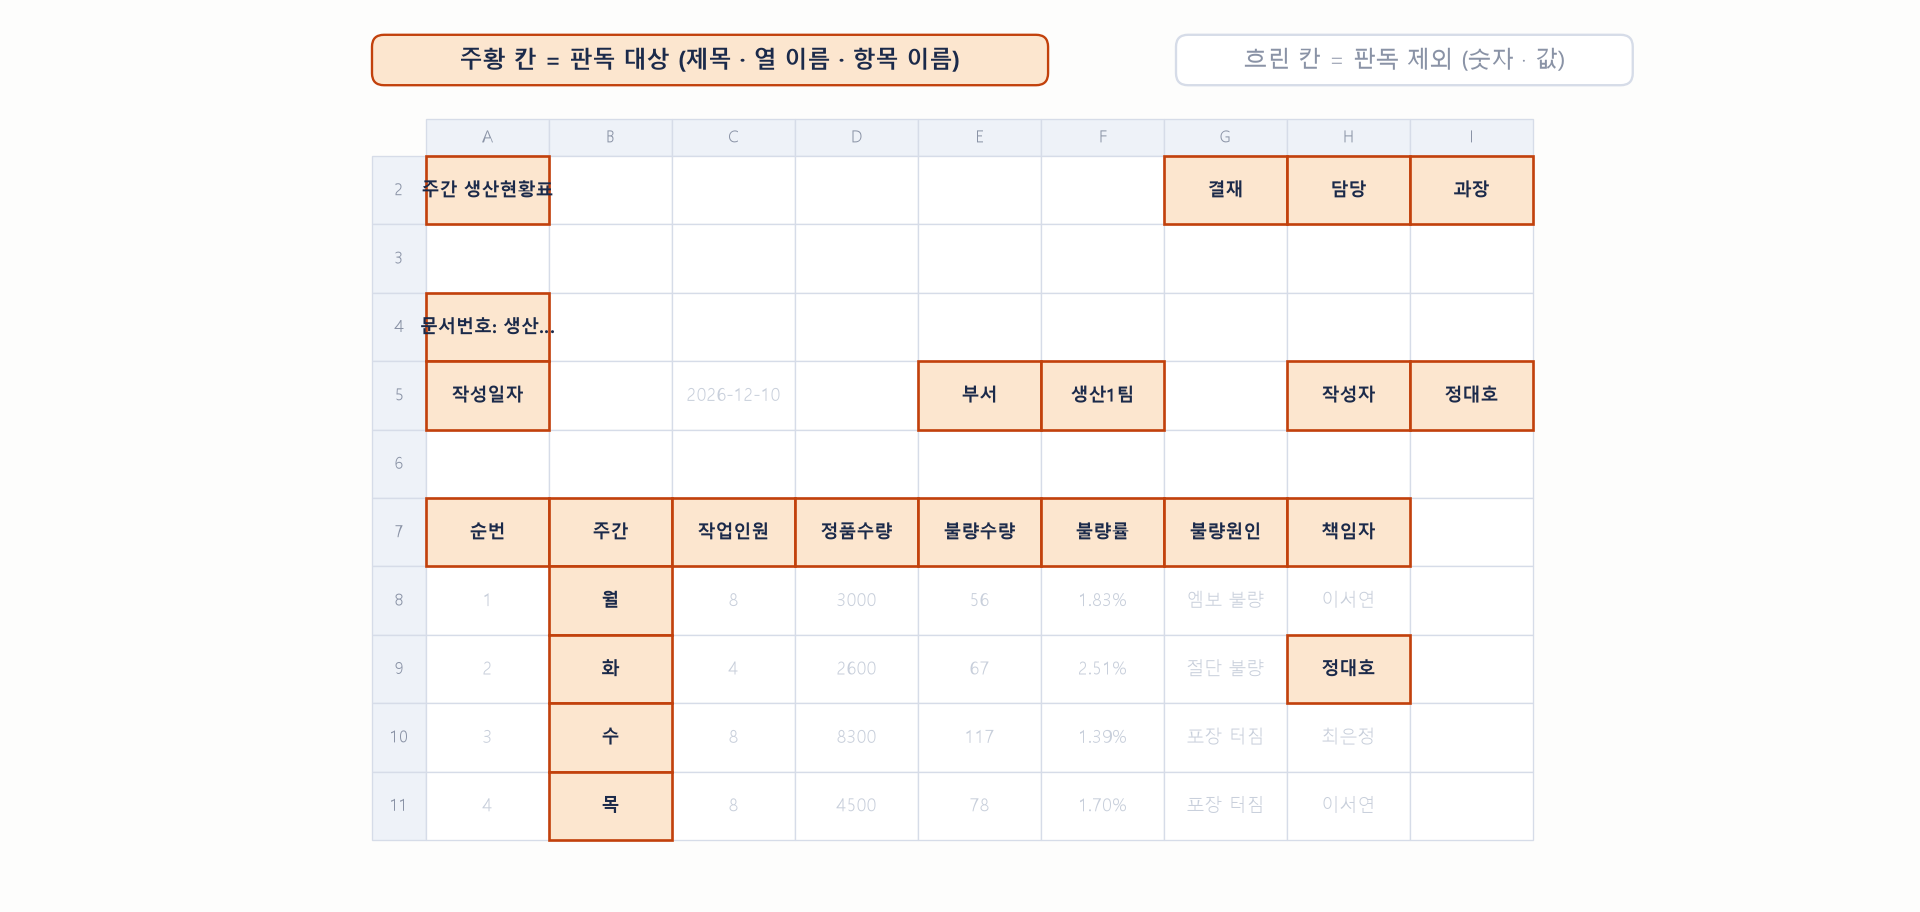 주황 칸 = 판독 대상 (제목 · 열 이름 · 항목 이름)
흐린 칸 = 판독 제외 (숫자 · 값)
A B C D E F G H I
2 주간 생산현황표 결재 담당 과장
3
4 문서번호: 생산...
5 작성일자 2026-12-10 부서 생산1팀 작성자 정대호
6
7 순번 주간 작업인원 정품수량 불량수량 불량률 불량원인 책임자
8 1 월 8 3000 56 1.83% 엠보 불량 이서연
9 2 화 4 2600 67 2.51% 절단 불량 정대호
10 3 수 8 8300 117 1.39% 포장 터짐 최은정
11 4 목 8 4500 78 1.70% 포장 터짐 이서연